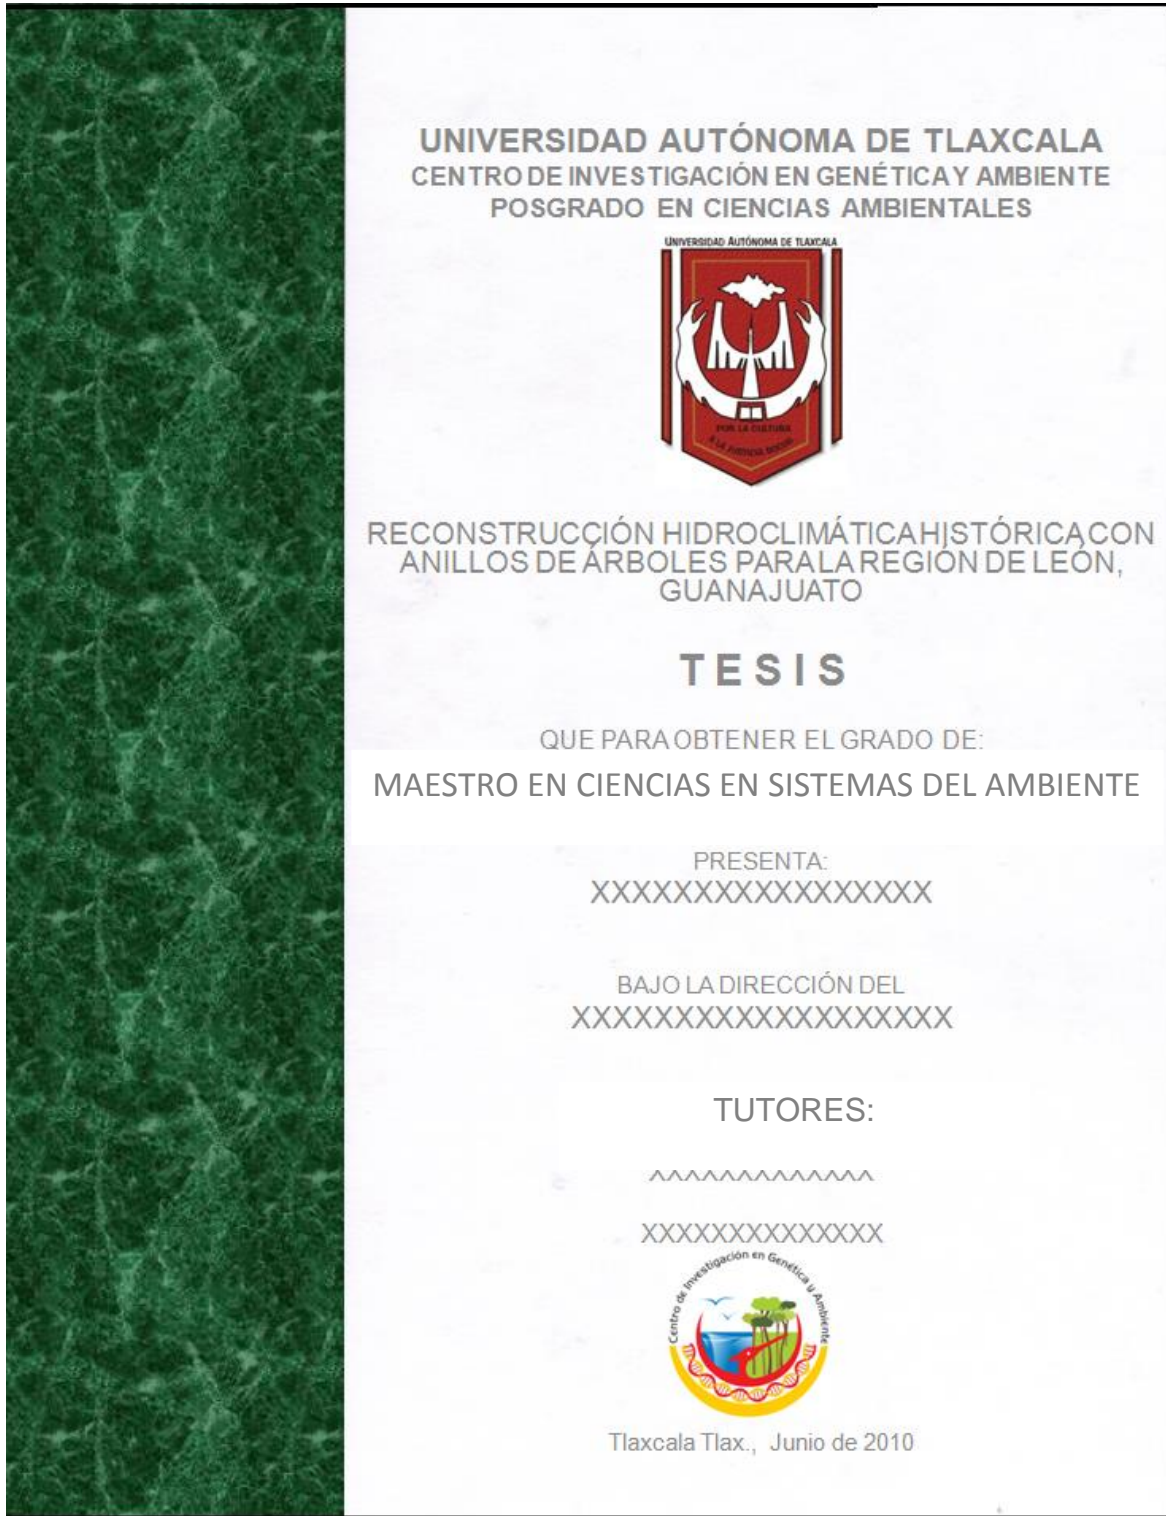 UNIVERSIDAD AUTÓNOMA DE TLAXCALA
CENTRO DE INVESTIGACIÓN EN GENÉTICA Y AMBIENTE
POSGRADO EN CIENCIAS AMBIENTALES
UNIVERSIDAD AUTÓNOMA DE TLAXCALA
POR LA CULTURA
A LA JUSTICIA SOCIAL
RECONSTRUCCIÓN HIDROCLIMÁTICA HISTÓRICA CON
ANILLOS DE ÁRBOLES PARA LA REGIÓN DE LEÓN,
GUANAJUATO
TESIS
QUE PARA OBTENER EL GRADO DE:
MAESTRO EN CIENCIAS EN SISTEMAS DEL AMBIENTE
PRESENTA:
XXXXXXXXXXXXXXXXX
BAJO LA DIRECCIÓN DEL
XXXXXXXXXXXXXXXXXXX
TUTORES:
XXXXXXXXXXXXX
XXXXXXXXXXXXXX
Centro de Investigación en Genética y Ambiente
Tlaxcala Tlax., Junio de 2010